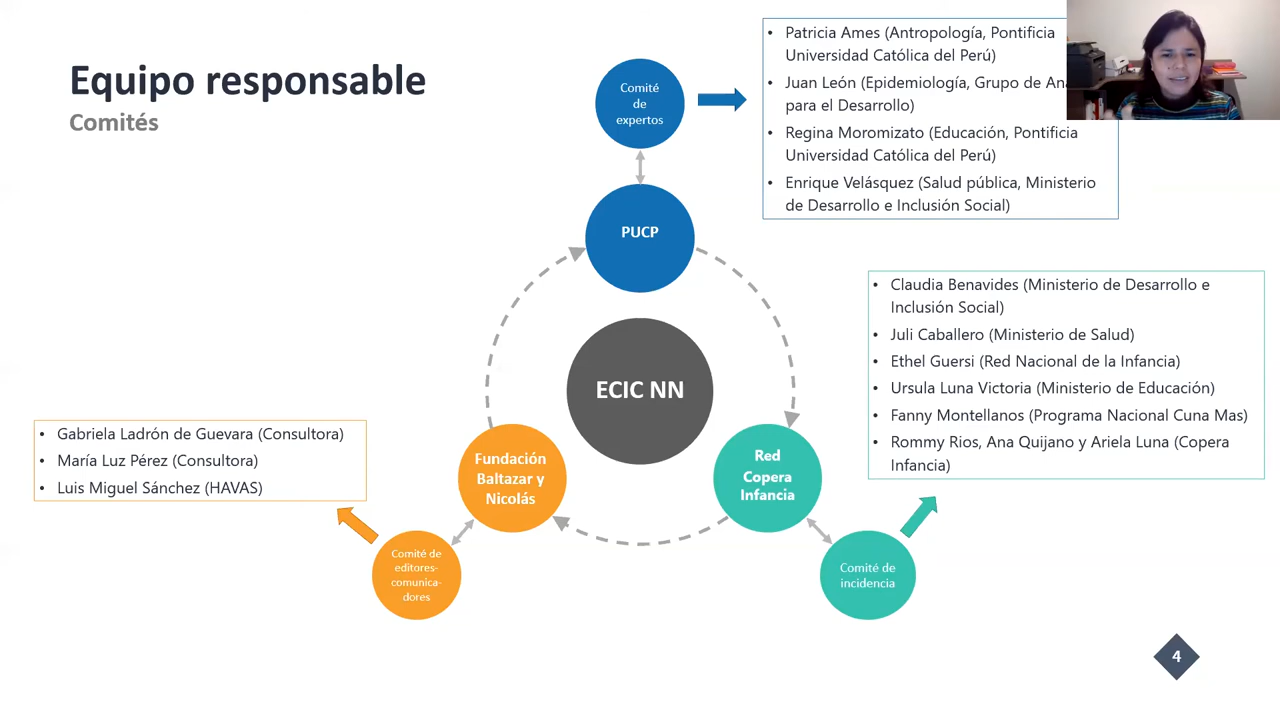 Equipo responsable
Comités
Comité
de
expertos
• Patricia Ames (Antropología, Pontificia
Universidad Católica del Perú)
• Juan León (Epidemiología, Grupo de
para el Desarrollo)
• Regina Moromizato (Educación, Pontificia
Universidad Católica del Perú)
• Enrique Velásquez (Salud pública, Ministerio
de Desarrollo e Inclusión Social)
PUCP
ECIC NN
• Claudia Benavides (Ministerio de Desarrollo e
Inclusión Social)
• Juli Caballero (Ministerio de Salud)
• Ethel Guersi (Red Nacional de la Infancia)
• Ursula Luna Victoria (Ministerio de Educación)
• Fanny Montellanos (Programa Nacional Cuna Mas)
• Rommy Rios, Ana Quijano y Ariela Luna (Copera
Infancia)
• Gabriela Ladrón de Guevara (Consultora)
• María Luz Pérez (Consultora)
• Luis Miguel Sánchez (HAVAS)
Fundación
Baltazar y
Nicolás
Red
Copera
Infancia
Comité de
editores-
comunica-
dores
Comité de
incidencia
4